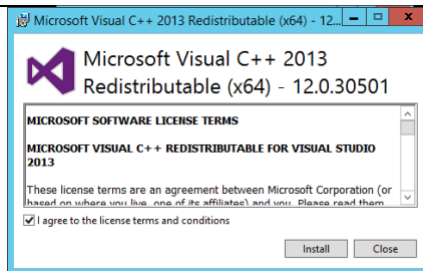 Microsoft Visual C++ 2013 Redistributable (x64) - 12...
Microsoft Visual C++ 2013
Redistributable (x64) - 12.0.30501
MICROSOFT SOFTWARE LICENSE TERMS
MICROSOFT VISUAL C++ REDISTRIBUTABLE FOR VISUAL STUDIO
2013
These license terms are an agreement between Microsoft Corporation (or
based on where you live, one of its affiliates) and you. Please read them
I agree to the license terms and conditions
Install Close